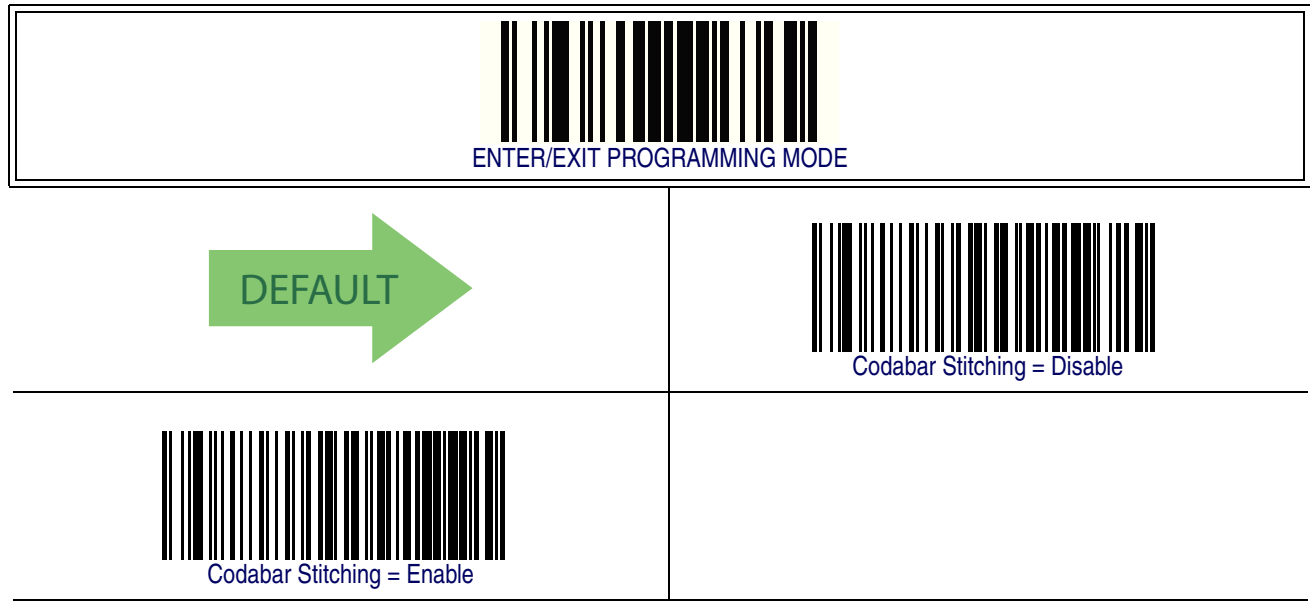 ENTER/EXIT PROGRAMMING MODE
DEFAULT
Codabar Stitching = Disable
Codabar Stitching = Enable